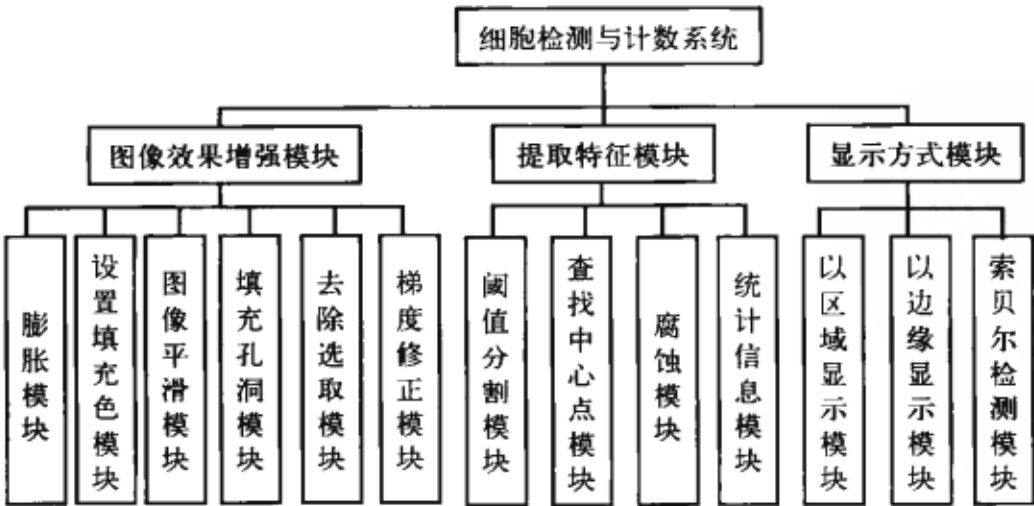 细胞检测与计数系统
图像效果增强模块
提取特征模块
显示方式模块
膨胀模块
设置填充色模块
图像平滑模块
填充孔洞模块
去除选取模块
梯度修正模块
阈值分割模块
查找中心点模块
腐蚀模块
统计信息模块
以区域显示模块
以边缘显示模块
索贝尔检测模块